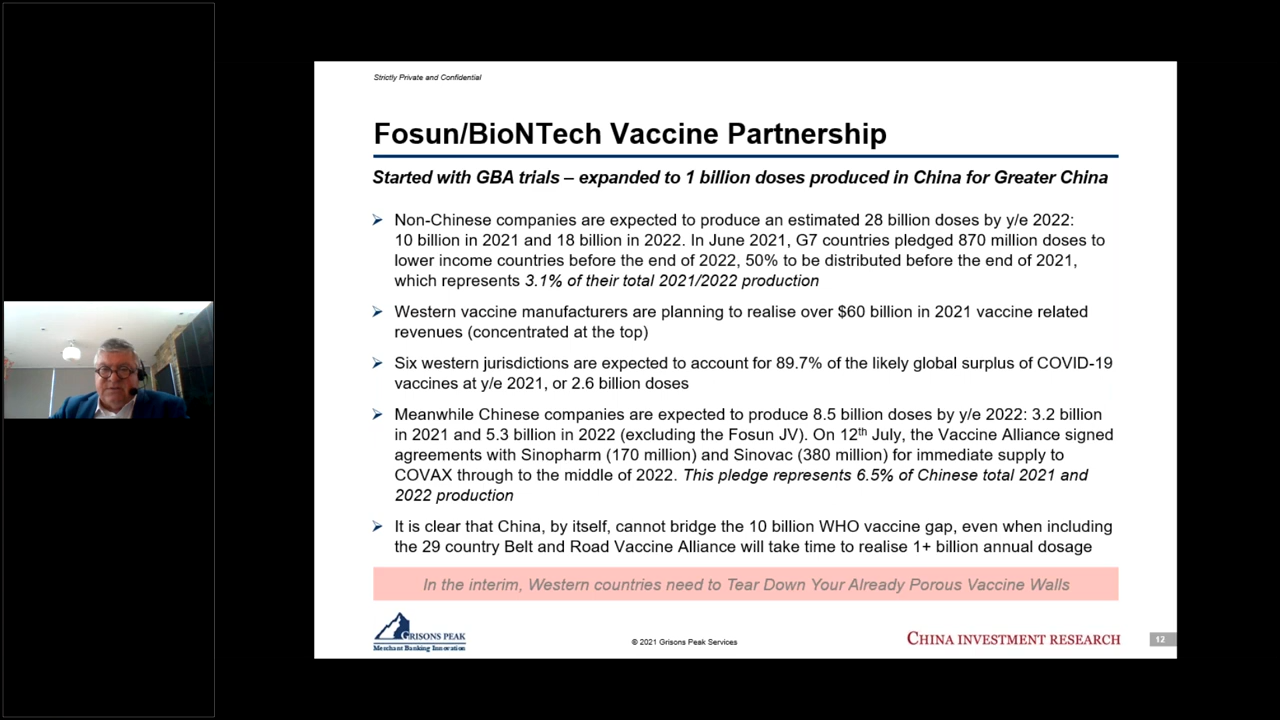 Strictly Private and Confidential
Fosun/BioNTech Vaccine Partnership
Started with GBA trials – expanded to 1 billion doses produced in China for Greater China
➢ Non-Chinese companies are expected to produce an estimated 28 billion doses by y/e 2022:
10 billion in 2021 and 18 billion in 2022. In June 2021, G7 countries pledged 870 million doses to
lower income countries before the end of 2022, 50% to be distributed before the end of 2021,
which represents 3.1% of their total 2021/2022 production
➢ Western vaccine manufacturers are planning to realise over $60 billion in 2021 vaccine related
revenues (concentrated at the top)
➢ Six western jurisdictions are expected to account for 89.7% of the likely global surplus of COVID-19
vaccines at y/e 2021, or 2.6 billion doses
➢ Meanwhile Chinese companies are expected to produce 8.5 billion doses by y/e 2022: 3.2 billion
in 2021 and 5.3 billion in 2022 (excluding the Fosun JV). On 12th July, the Vaccine Alliance signed
agreements with Sinopharm (170 million) and Sinovac (380 million) for immediate supply to
COVAX through to the middle of 2022. This pledge represents 6.5% of Chinese total 2021 and
2022 production
➢ It is clear that China, by itself, cannot bridge the 10 billion WHO vaccine gap, even when including
the 29 country Belt and Road Vaccine Alliance will take time to realise 1+ billion annual dosage
In the interim, Western countries need to Tear Down Your Already Porous Vaccine Walls
GRISONS PEAK
Merchant Banking Innovation
© 2021 Grisons Peak Services
CHINA INVESTMENT RESEARCH
12